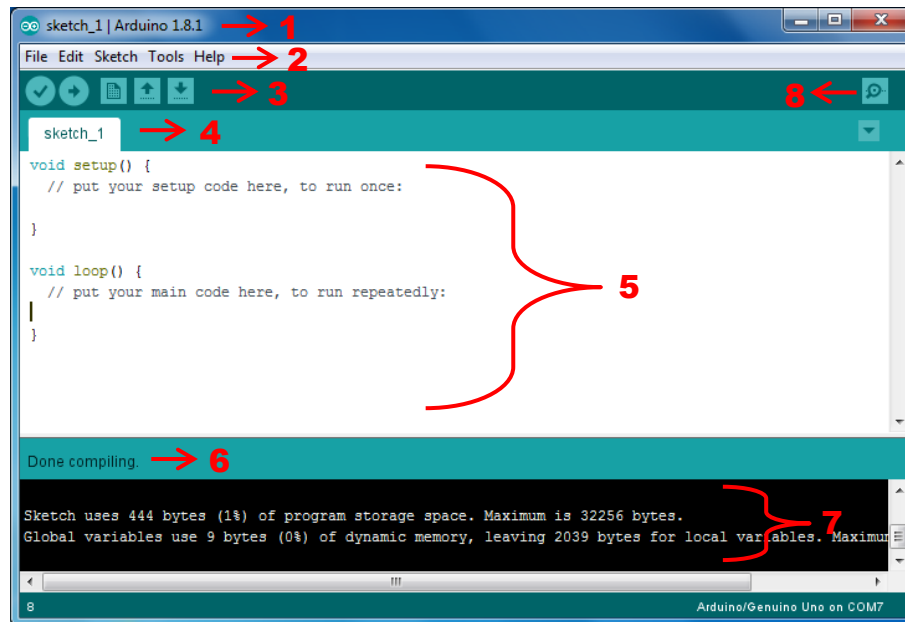 sketch_1 | Arduino 1.8.1 1
File Edit Sketch Tools Help 2
3 8
sketch_1 4
void setup() {
  // put your setup code here, to run once:
}
void loop() {
  // put your main code here, to run repeatedly:
}
5
Done compiling. 6
Sketch uses 444 bytes (1%) of program storage space. Maximum is 32256 bytes.
Global variables use 9 bytes (0%) of dynamic memory, leaving 2039 bytes for local variables. Maximum
7
8 Arduino/Genuino Uno on COM7